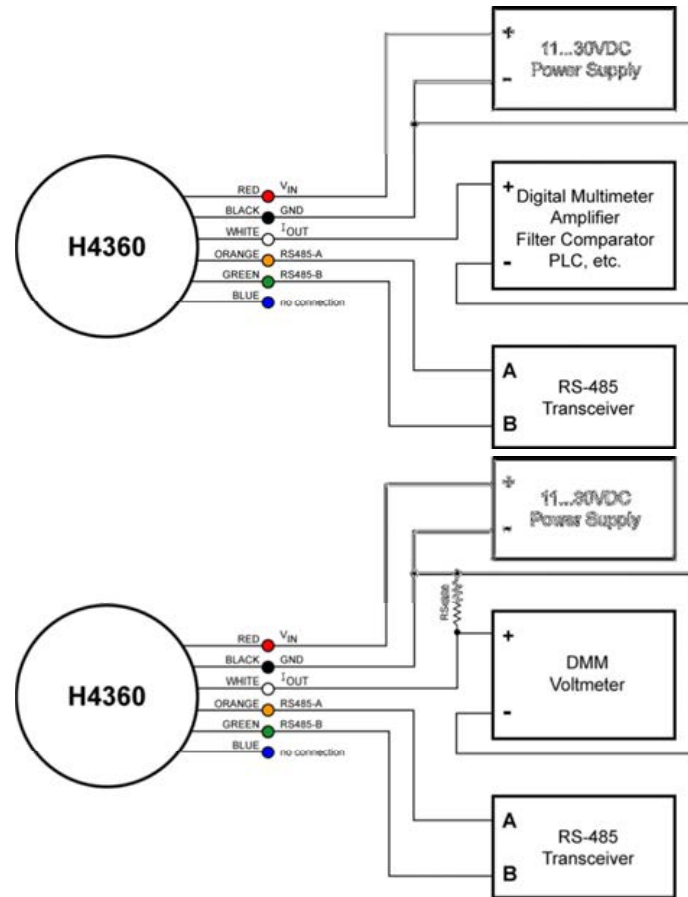 + 11...30VDC
Power Supply
-
RED VIN
BLACK GND
WHITE IOUT
ORANGE RS485-A
GREEN RS485-B
BLUE no connection
H4360
+ Digital Multimeter
Amplifier
Filter Comparator
- PLC, etc.
A RS-485
Transceiver
B
+ 11...30VDC
Power Supply
-
RED VIN
BLACK GND
WHITE IOUT
ORANGE RS485-A
GREEN RS485-B
BLUE no connection
H4360
+ DMM
Voltmeter
-
A RS-485
Transceiver
B